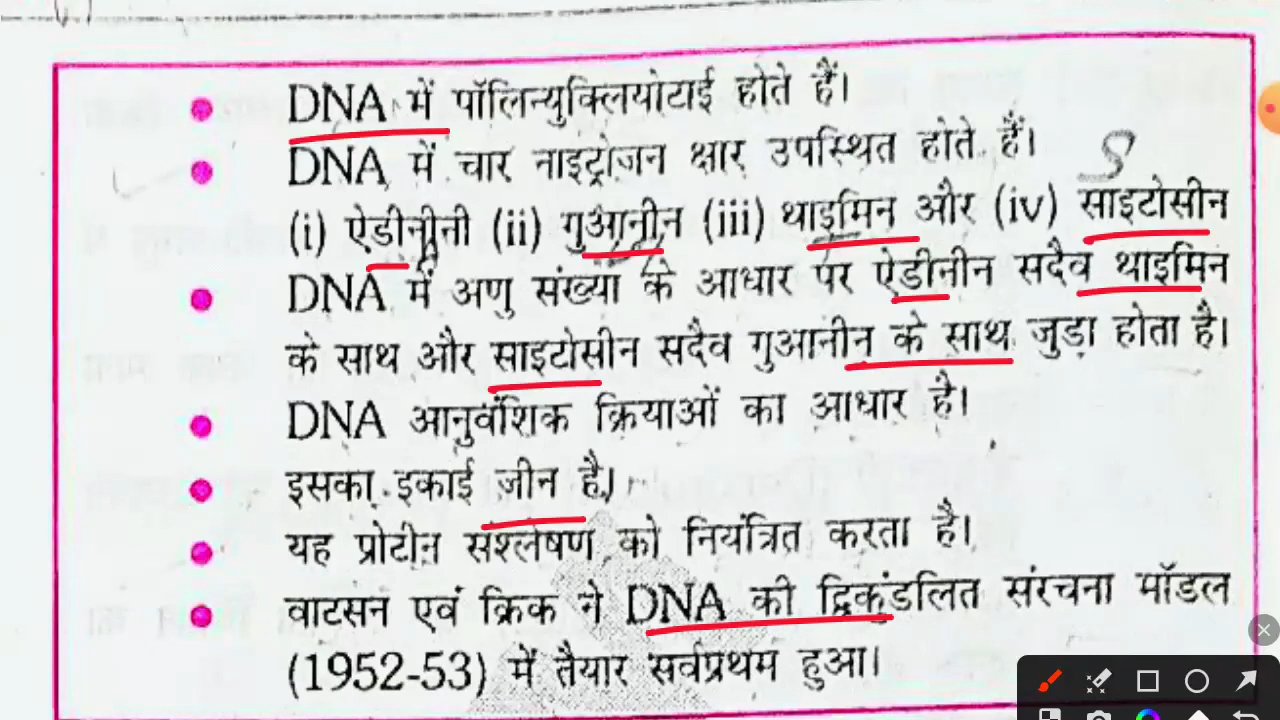 DNA में पॉलिन्युक्लियोटाई होते हैं।
DNA में चार नाइट्रोजन क्षार उपस्थित होते हैं।
(i) ऐडीनीनी (ii) गुआनीन (iii) थाइमिन और (iv) साइटोसीन
DNA में अणु संख्या के आधार पर ऐडीनीन सदैव थाइमिन
के साथ और साइटोसीन सदैव गुआनीन के साथ जुड़ा होता है।
DNA आनुवंशिक क्रियाओं का आधार है।
इसका इकाई जीन है।
यह प्रोटीन संश्लेषण को नियंत्रित करता है।
वाटसन एवं क्रिक ने DNA की द्विकुंडलित संरचना मॉडल
(1952-53) में तैयार सर्वप्रथम हुआ।